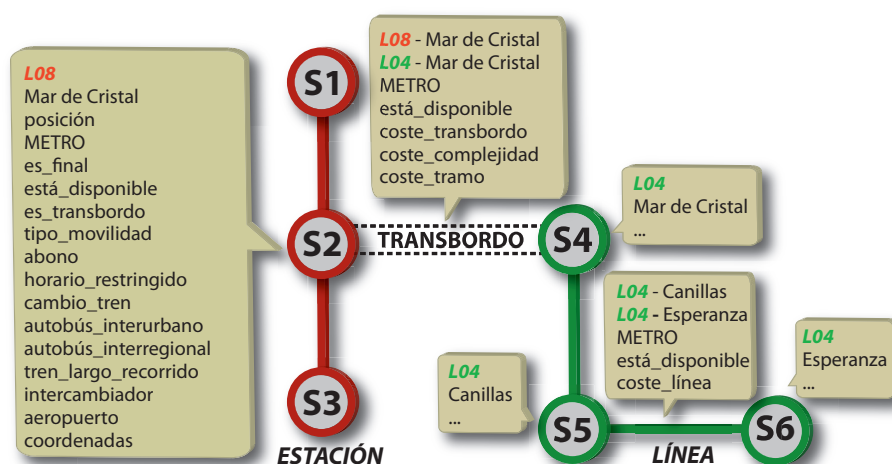 L08
Mar de Cristal
posición
METRO
es_final
está_disponible
es_transbordo
tipo_movilidad
abono
horario_restringido
cambio_tren
autobús_interurbano
autobús_interregional
tren_largo_recorrido
intercambiador
aeropuerto
coordenadas
S1
S2
S3
ESTACIÓN
L08 - Mar de Cristal
L04 - Mar de Cristal
METRO
está_disponible
coste_transbordo
coste_complejidad
coste_tramo
TRANSBORDO
S4
L04
Mar de Cristal
...
L04
Canillas
...
S5
L04 - Canillas
L04 - Esperanza
METRO
está_disponible
coste_línea
LÍNEA
S6
L04
Esperanza
...